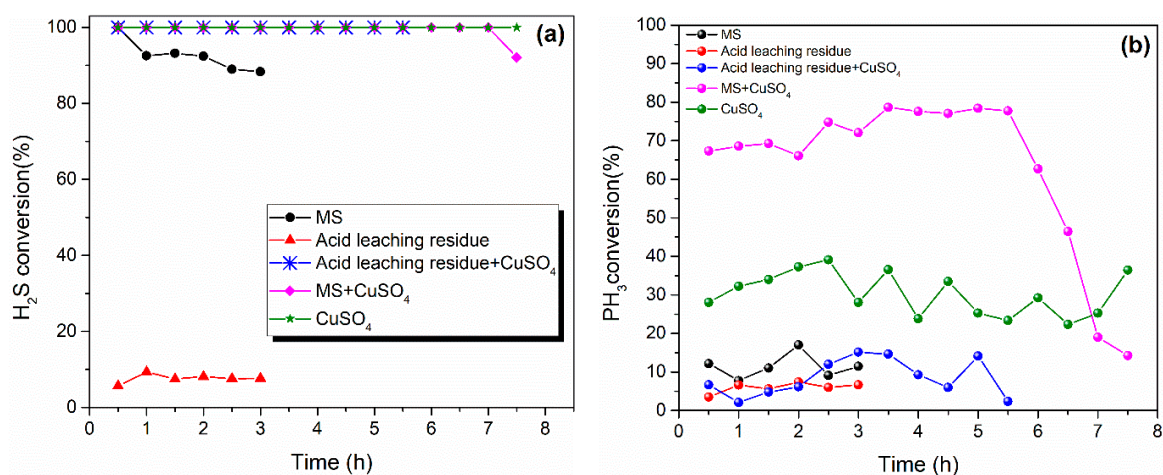 100
80
60
40
20
0
H₂S conversion(%)
(a)
MS
Acid leaching residue
Acid leaching residue+CuSO₄
MS+CuSO₄
CuSO₄
0 1 2 3 4 5 6 7 8
Time (h)
100
90
80
70
60
50
40
30
20
10
0
PH₃conversion(%)
(b)
MS
Acid leaching residue
Acid leaching residue+CuSO₄
MS+CuSO₄
CuSO₄
0 1 2 3 4 5 6 7 8
Time (h)